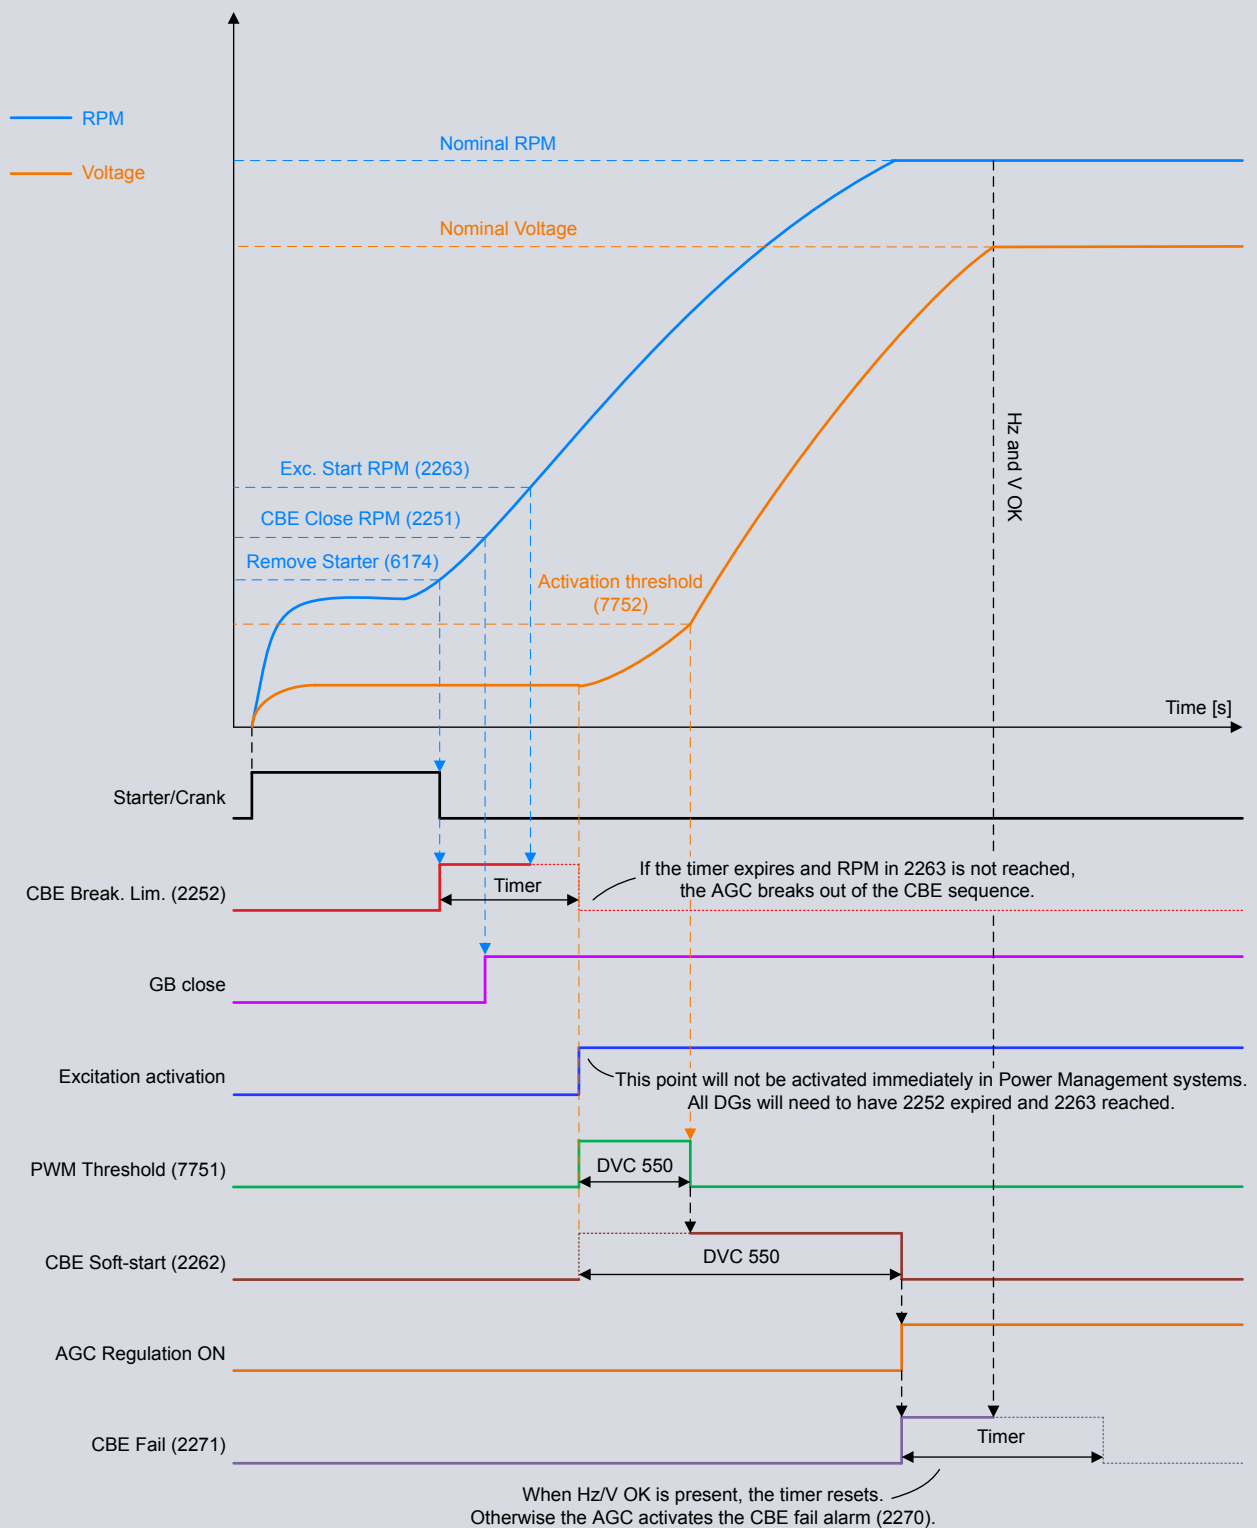 RPM
Voltage
Nominal RPM
Nominal Voltage
Exc. Start RPM (2263)
CBE Close RPM (2251)
Remove Starter (6174)
Activation threshold
(7752)
Hz and V OK
Time [s]
Starter/Crank
CBE Break. Lim. (2252)
Timer
If the timer expires and RPM in 2263 is not reached,
the AGC breaks out of the CBE sequence.
GB close
Excitation activation
This point will not be activated immediately in Power Management systems.
All DGs will need to have 2252 expired and 2263 reached.
PWM Threshold (7751)
DVC 550
CBE Soft-start (2262)
DVC 550
AGC Regulation ON
CBE Fail (2271)
Timer
When Hz/V OK is present, the timer resets.
Otherwise the AGC activates the CBE fail alarm (2270).